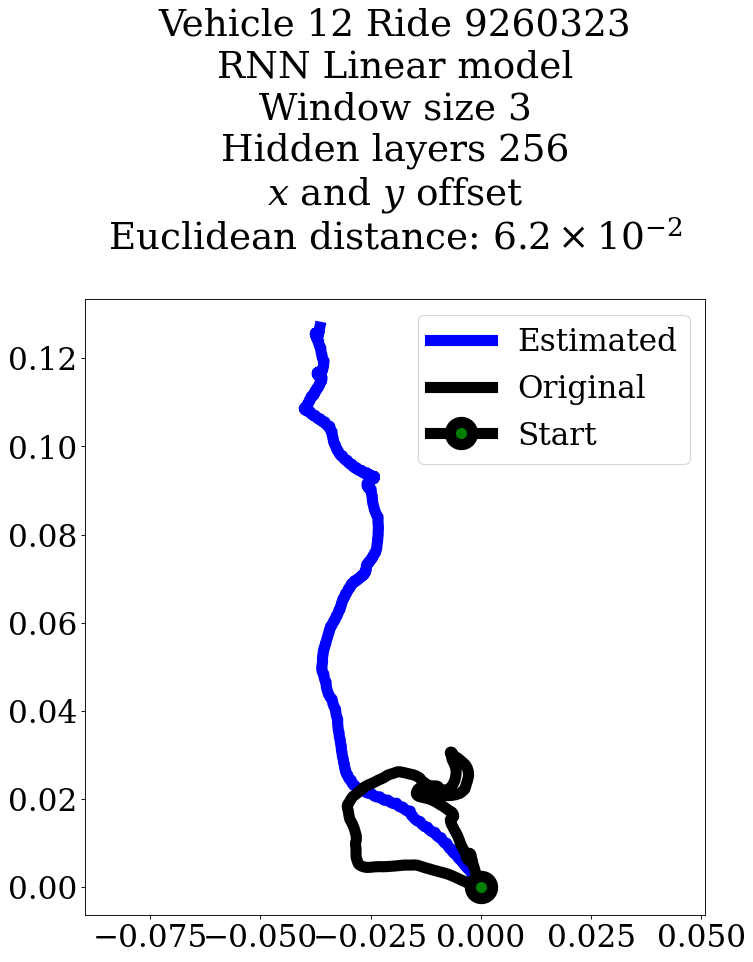 Vehicle 12 Ride 9260323
RNN Linear model
Window size 3
Hidden layers 256
x and y offset
Euclidean distance: 6.2 × 10⁻²
Estimated
Original
Start
0.12
0.10
0.08
0.06
0.04
0.02
0.00
−0.075 −0.050 −0.025 0.000 0.025 0.050